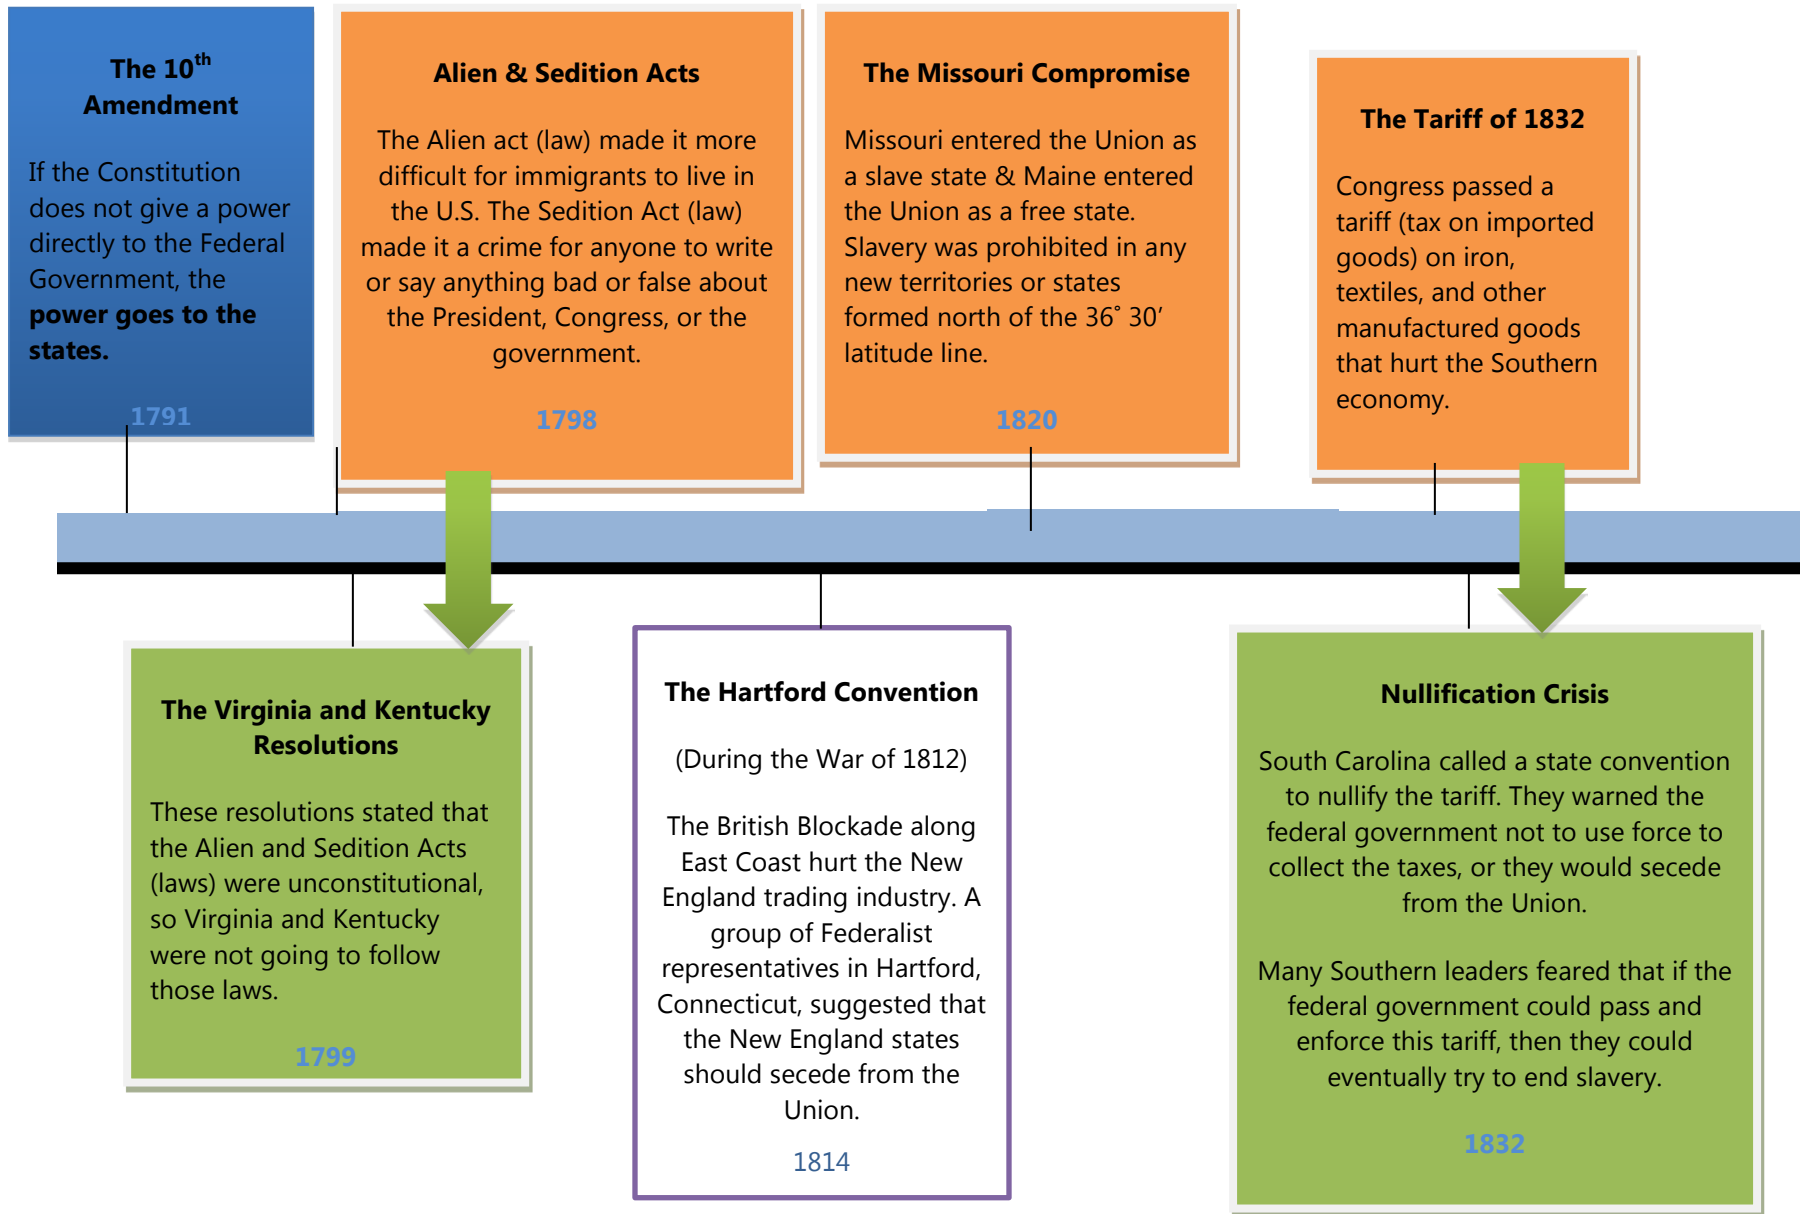 The 10th
Amendment
If the Constitution
does not give a power
directly to the Federal
Government, the
power goes to the
states.
1791
Alien & Sedition Acts
The Alien act (law) made it more
difficult for immigrants to live in
the U.S. The Sedition Act (law)
made it a crime for anyone to write
or say anything bad or false about
the President, Congress, or the
government.
1798
The Missouri Compromise
Missouri entered the Union as
a slave state & Maine entered
the Union as a free state.
Slavery was prohibited in any
new territories or states
formed north of the 36˚ 30’
latitude line.
1820
The Tariff of 1832
Congress passed a
tariff (tax on imported
goods) on iron,
textiles, and other
manufactured goods
that hurt the Southern
economy.
The Virginia and Kentucky
Resolutions
These resolutions stated that
the Alien and Sedition Acts
(laws) were unconstitutional,
so Virginia and Kentucky
were not going to follow
those laws.
1799
The Hartford Convention
(During the War of 1812)
The British Blockade along
East Coast hurt the New
England trading industry. A
group of Federalist
representatives in Hartford,
Connecticut, suggested that
the New England states
should secede from the
Union.
1814
Nullification Crisis
South Carolina called a state convention
to nullify the tariff. They warned the
federal government not to use force to
collect the taxes, or they would secede
from the Union.
Many Southern leaders feared that if the
federal government could pass and
enforce this tariff, then they could
eventually try to end slavery.
1832